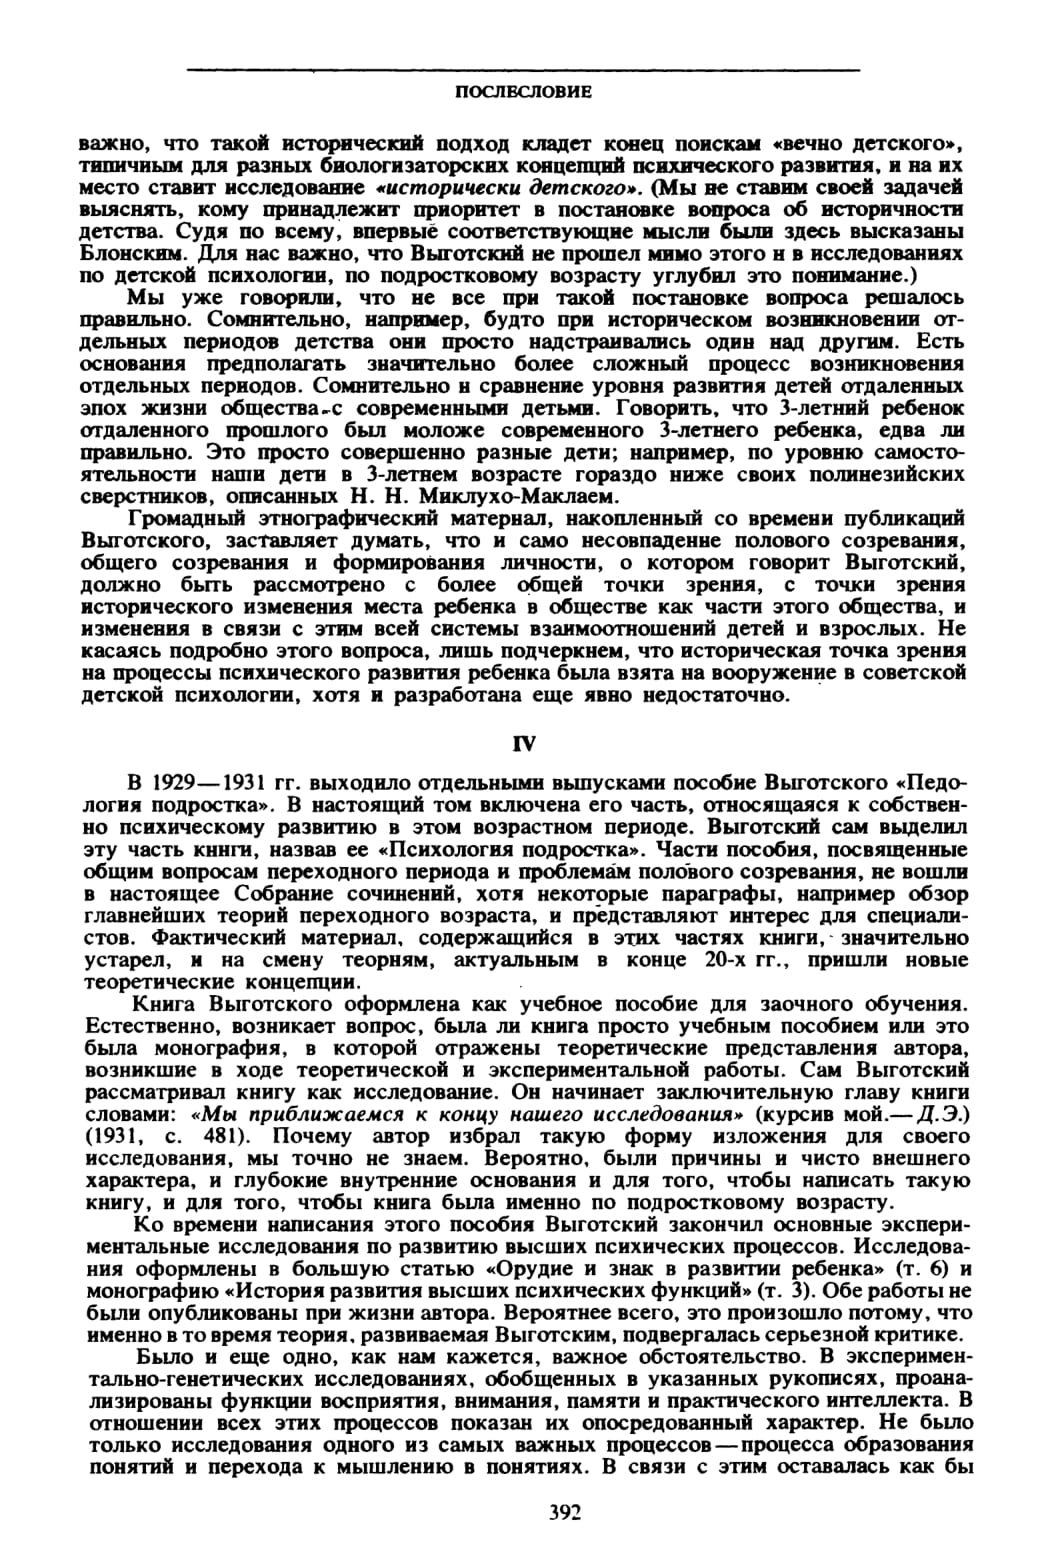 ПОСЛЕСЛОВИЕ
важно, что такой исторический подход кладет конец поискам «вечно детского»,
типичным для разных биологизаторских концепций психического развития, и на их
место ставит исследование «исторически детского». (Мы не ставим своей задачей
выяснять, кому принадлежит приоритет в постановке вопроса об историчности
детства. Судя по всему, впервые соответствующие мысли были здесь высказаны
Блонским. Для нас важно, что Выготский не прошел мимо этого и в исследованиях
по детской психологии, по подростковому возрасту углубил это понимание.)
Мы уже говорили, что не все при такой постановке вопроса решалось
правильно. Сомнительно, например, будто при историческом возникновении от-
дельных периодов детства они просто надстраивались один над другим. Есть
основания предполагать значительно более сложный процесс возникновения
отдельных периодов. Сомнительно и сравнение уровня развития детей отдаленных
эпох жизни общества с современными детьми. Говорить, что 3-летний ребенок
отдаленного прошлого был моложе современного 3-летнего ребенка, едва ли
правильно. Это просто совершенно разные дети; например, по уровню самосто-
ятельности наши дети в 3-летнем возрасте гораздо ниже своих полинезийских
сверстников, описанных Н. Н. Миклухо-Маклаем.
Громадный этнографический материал, накопленный со времени публикаций
Выготского, заставляет думать, что и само несовпадение полового созревания,
общего созревания и формирования личности, о котором говорит Выготский,
должно быть рассмотрено с более общей точки зрения, с точки зрения
исторического изменения места ребенка в обществе как части этого общества, и
изменения в связи с этим всей системы взаимоотношений детей и взрослых. Не
касаясь подробно этого вопроса, лишь подчеркнем, что историческая точка зрения
на процессы психического развития ребенка была взята на вооружение в советской
детской психологии, хотя и разработана еще явно недостаточно.
IV
В 1929—1931 гг. выходило отдельными выпусками пособие Выготского «Педо-
логия подростка». В настоящий том включена его часть, относящаяся к собствен-
но психическому развитию в этом возрастном периоде. Выготский сам выделил
эту часть книги, назвав ее «Психология подростка». Части пособия, посвященные
общим вопросам переходного периода и проблемам полового созревания, не вошли
в настоящее Собрание сочинений, хотя некоторые параграфы, например обзор
главнейших теорий переходного возраста, и представляют интерес для специали-
стов. Фактический материал, содержащийся в этих частях книги, значительно
устарел, и на смену теориям, актуальным в конце 20-х гг., пришли новые
теоретические концепции.
Книга Выготского оформлена как учебное пособие для заочного обучения.
Естественно, возникает вопрос, была ли книга просто учебным пособием или это
была монография, в которой отражены теоретические представления автора,
возникшие в ходе теоретической и экспериментальной работы. Сам Выготский
рассматривал книгу как исследование. Он начинает заключительную главу книги
словами: «Мы приближаемся к концу нашего исследования» (курсив мой.— Д.Э.)
(1931, с. 481). Почему автор избрал такую форму изложения для своего
исследования, мы точно не знаем. Вероятно, были причины и чисто внешнего
характера, и глубокие внутренние основания и для того, чтобы написать такую
книгу, и для того, чтобы книга была именно по подростковому возрасту.
Ко времени написания этого пособия Выготский закончил основные экспери-
ментальные исследования по развитию высших психических процессов. Исследова-
ния оформлены в большую статью «Орудие и знак в развитии ребенка» (т. 6) и
монографию «История развития высших психических функций» (т. 3). Обе работы не
были опубликованы при жизни автора. Вероятнее всего, это произошло потому, что
именно в то время теория, развиваемая Выготским, подвергалась серьезной критике.
Было и еще одно, как нам кажется, важное обстоятельство. В эксперимен-
тально-генетических исследованиях, обобщенных в указанных рукописях, проана-
лизированы функции восприятия, внимания, памяти и практического интеллекта. В
отношении всех этих процессов показан их опосредованный характер. Не было
только исследования одного из самых важных процессов — процесса образования
понятий и перехода к мышлению в понятиях. В связи с этим оставалась как бы
392